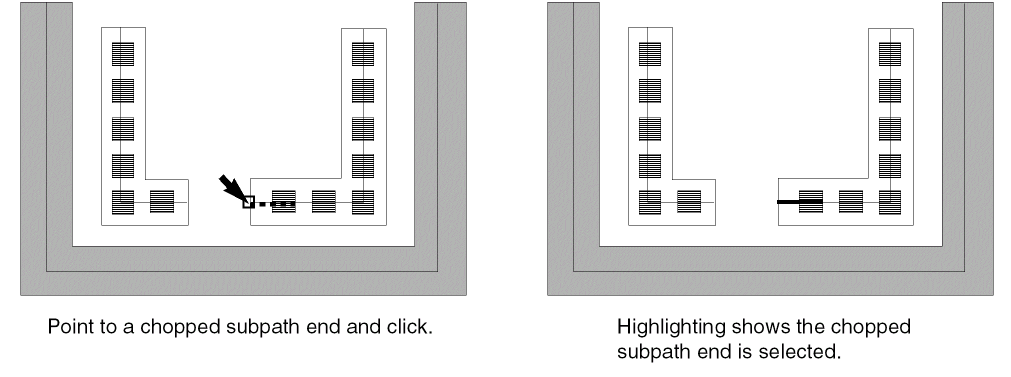 Point to a chopped subpath end and click.
Highlighting shows the chopped
subpath end is selected.